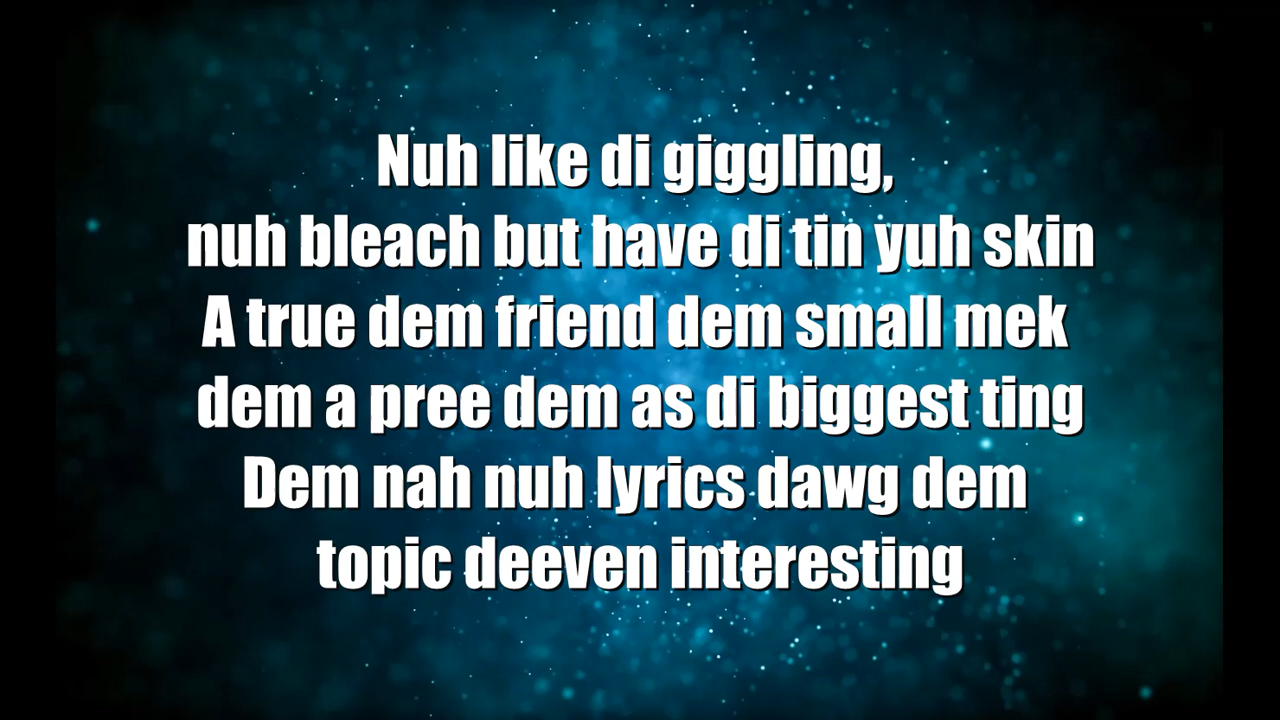 Nuh like di giggling,
nuh bleach but have di tin yuh skin
A true dem friend dem small mek
dem a pree dem as di biggest ting
Dem nah nuh lyrics dawg dem
topic deeven interesting